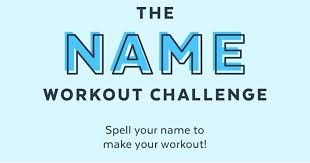 THE
NAME
WORKOUT CHALLENGE
Spell your name to
make your workout!